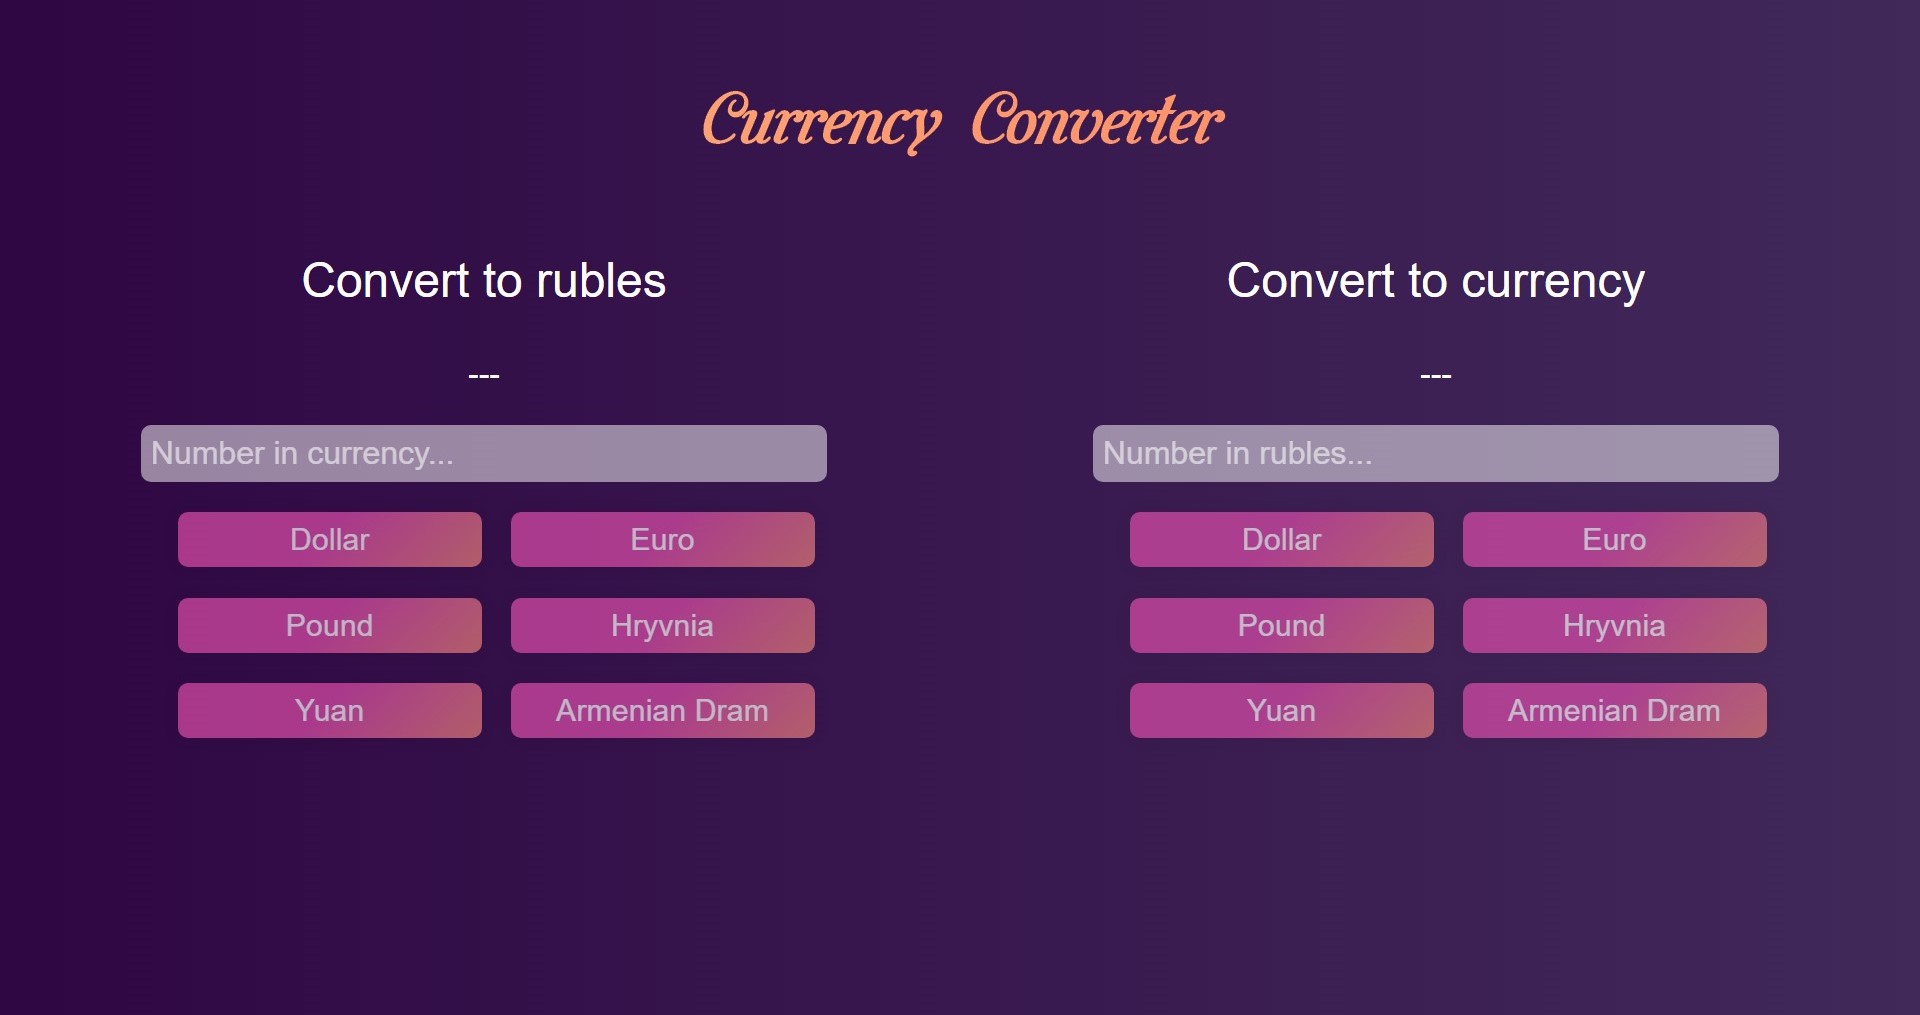 Currency Converter
Convert to rubles
---
Number in currency...
Dollar
Euro
Pound
Hryvnia
Yuan
Armenian Dram
Convert to currency
---
Number in rubles...
Dollar
Euro
Pound
Hryvnia
Yuan
Armenian Dram